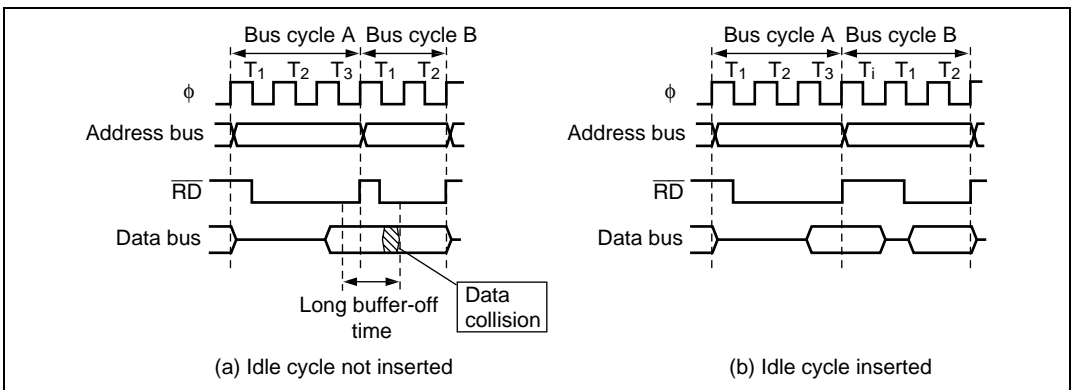 Bus cycle A Bus cycle B
T1 T2 T3 T1 T2
ϕ
Address bus
RD
Data bus
Long buffer-off
time
Data
collision
(a) Idle cycle not inserted
Bus cycle A Bus cycle B
T1 T2 T3 Ti T1 T2
ϕ
Address bus
RD
Data bus
(b) Idle cycle inserted